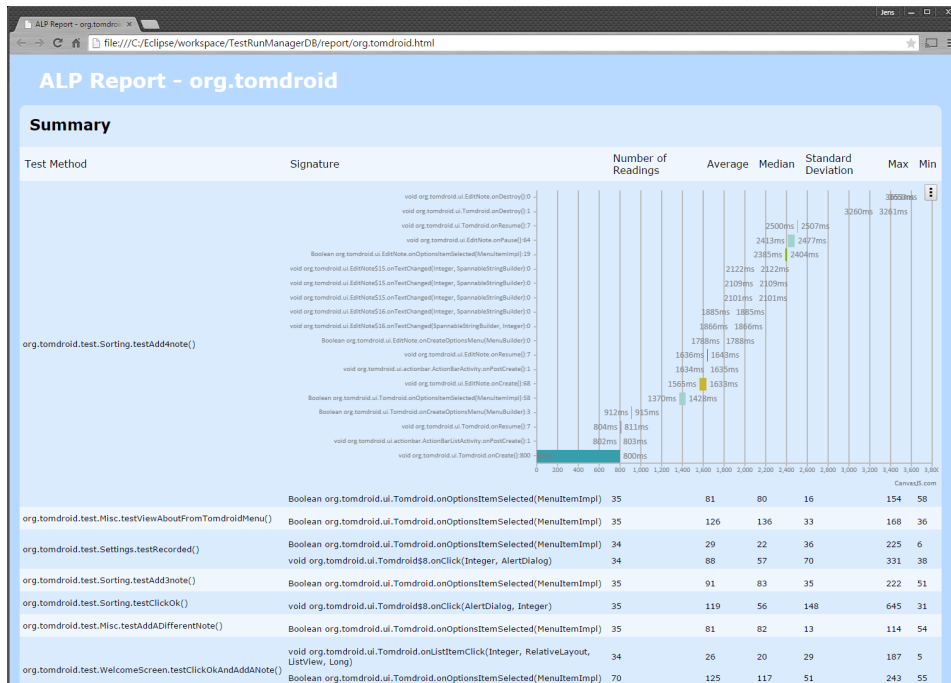 Jens
ALP Report - org.tomdroi
file:///C:/Eclipse/workspace/TestRunManagerDB/report/org.tomdroid.html
ALP Report - org.tomdroid
Summary
Test Method Signature Number of Readings Average Median Standard Deviation Max Min
org.tomdroid.test.Sorting.testAdd4note()
void org.tomdroid.ui.EditNote.onDestroy():0
void org.tomdroid.ui.Tomdroid.onDestroy():1 3260ms 3261ms
void org.tomdroid.ui.Tomdroid.onResume():7 2500ms 2507ms
void org.tomdroid.ui.EditNote.onPause():64 2413ms 2477ms
Boolean org.tomdroid.ui.EditNote.onOptionsItemSelected(MenuItemImpl):19 2385ms 2404ms
void org.tomdroid.ui.EditNote$15.onTextChanged(Integer, SpannableStringBuilder):0 2122ms 2122ms
void org.tomdroid.ui.EditNote$15.onTextChanged(Integer, SpannableStringBuilder):0 2109ms 2109ms
void org.tomdroid.ui.EditNote$15.onTextChanged(Integer, SpannableStringBuilder):0 2101ms 2101ms
void org.tomdroid.ui.EditNote$16.onTextChanged(Integer, SpannableStringBuilder):0 1885ms 1885ms
void org.tomdroid.ui.EditNote$16.onTextChanged(SpannableStringBuilder, Integer):0 1866ms 1866ms
Boolean org.tomdroid.ui.EditNote.onCreateOptionsMenu(MenuBuilder):0 1788ms 1788ms
void org.tomdroid.ui.EditNote.onResume():7 1636ms 1643ms
void org.tomdroid.ui.actionbar.ActionBarActivity.onPostCreate():1 1634ms 1635ms
void org.tomdroid.ui.EditNote.onCreate():68 1565ms 1633ms
Boolean org.tomdroid.ui.Tomdroid.onOptionsItemSelected(MenuItemImpl):58 1370ms 1428ms
Boolean org.tomdroid.ui.Tomdroid.onCreateOptionsMenu(MenuBuilder):3 912ms 915ms
void org.tomdroid.ui.Tomdroid.onResume():7 804ms 811ms
void org.tomdroid.ui.actionbar.ActionBarListActivity.onPostCreate():1 802ms 803ms
void org.tomdroid.ui.Tomdroid.onCreate():800 800ms
0 200 400 600 800 1,000 1,200 1,400 1,600 1,800 2,000 2,200 2,400 2,600 2,800 3,000 3,200 3,400 3,600 3,800
CanvasJS.com
Boolean org.tomdroid.ui.Tomdroid.onOptionsItemSelected(MenuItemImpl) 35 81 80 16 154 58
org.tomdroid.test.Misc.testViewAboutFromTomdroidMenu() Boolean org.tomdroid.ui.Tomdroid.onOptionsItemSelected(MenuItemImpl) 35 126 136 33 168 36
org.tomdroid.test.Settings.testRecorded() Boolean org.tomdroid.ui.Tomdroid.onOptionsItemSelected(MenuItemImpl) 34 29 22 36 225 6
void org.tomdroid.ui.Tomdroid$8.onClick(Integer, AlertDialog) 34 88 57 70 331 38
org.tomdroid.test.Sorting.testAdd3note() Boolean org.tomdroid.ui.Tomdroid.onOptionsItemSelected(MenuItemImpl) 35 91 83 35 222 51
org.tomdroid.test.Sorting.testClickOk() void org.tomdroid.ui.Tomdroid$8.onClick(AlertDialog, Integer) 35 119 56 148 645 31
org.tomdroid.test.Misc.testAddADifferentNote() Boolean org.tomdroid.ui.Tomdroid.onOptionsItemSelected(MenuItemImpl) 35 81 82 13 114 54
org.tomdroid.test.WelcomeScreen.testClickOkAndAddANote() void org.tomdroid.ui.Tomdroid.onListItemClick(Integer, RelativeLayout, ListView, Long) 34 26 20 29 187 5
Boolean org.tomdroid.ui.Tomdroid.onOptionsItemSelected(MenuItemImpl) 70 125 117 51 243 55